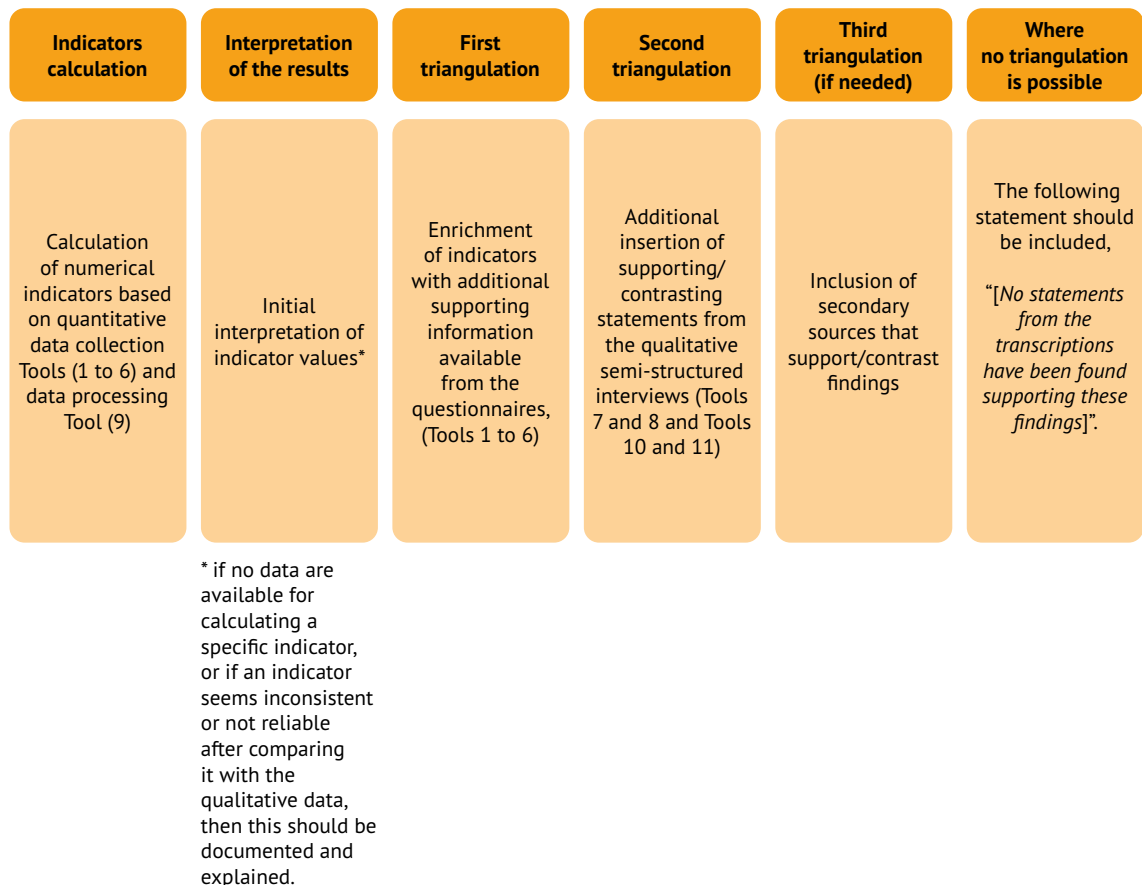 Indicators
calculation
Interpretation
of the results
First
triangulation
Second
triangulation
Third
triangulation
(if needed)
Where
no triangulation
is possible
Calculation
of numerical
indicators based
on quantitative
data collection
Tools (1 to 6) and
data processing
Tool (9)
Initial
interpretation of
indicator values*
Enrichment
of indicators
with additional
supporting
information
available
from the
questionnaires,
(Tools 1 to 6)
Additional
insertion of
supporting/
contrasting
statements from
the qualitative
semi-structured
interviews (Tools
7 and 8 and Tools
10 and 11)
Inclusion of
secondary
sources that
support/contrast
findings
The following
statement should
be included,
“[No statements
from the
transcriptions
have been found
supporting these
findings]”.
* if no data are
available for
calculating a
specific indicator,
or if an indicator
seems inconsistent
or not reliable
after comparing
it with the
qualitative data,
then this should be
documented and
explained.